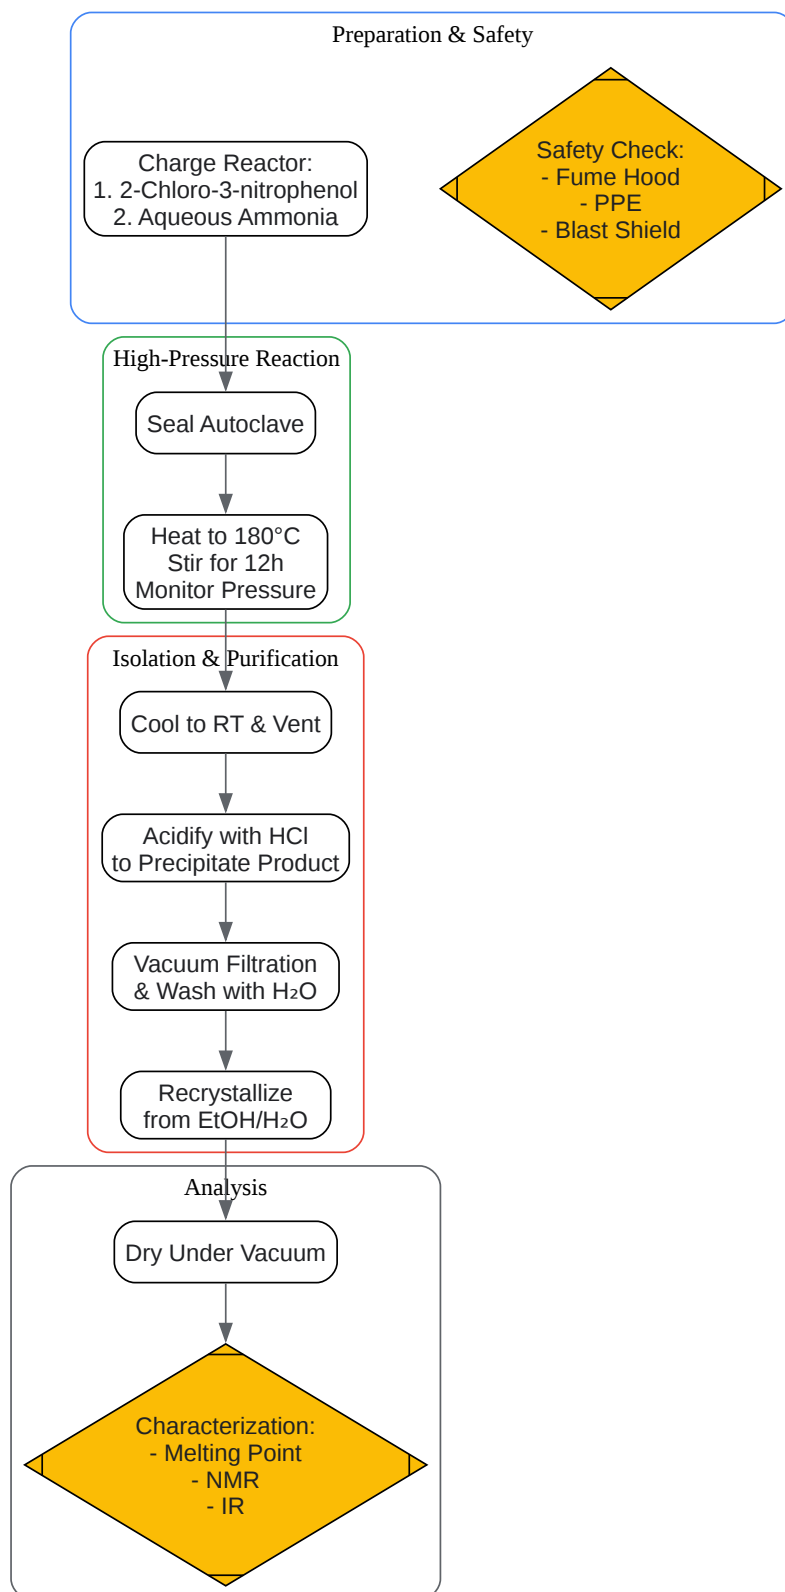 Preparation & Safety
Charge Reactor:
1. 2-Chloro-3-nitrophenol
2. Aqueous Ammonia
Safety Check:
- Fume Hood
- PPE
- Blast Shield
High-Pressure Reaction
Seal Autoclave
Heat to 180°C
Stir for 12h
Monitor Pressure
Isolation & Purification
Cool to RT & Vent
Acidify with HCl
to Precipitate Product
Vacuum Filtration
& Wash with H₂O
Recrystallize
from EtOH/H₂O
Analysis
Dry Under Vacuum
Characterization:
- Melting Point
- NMR
- IR